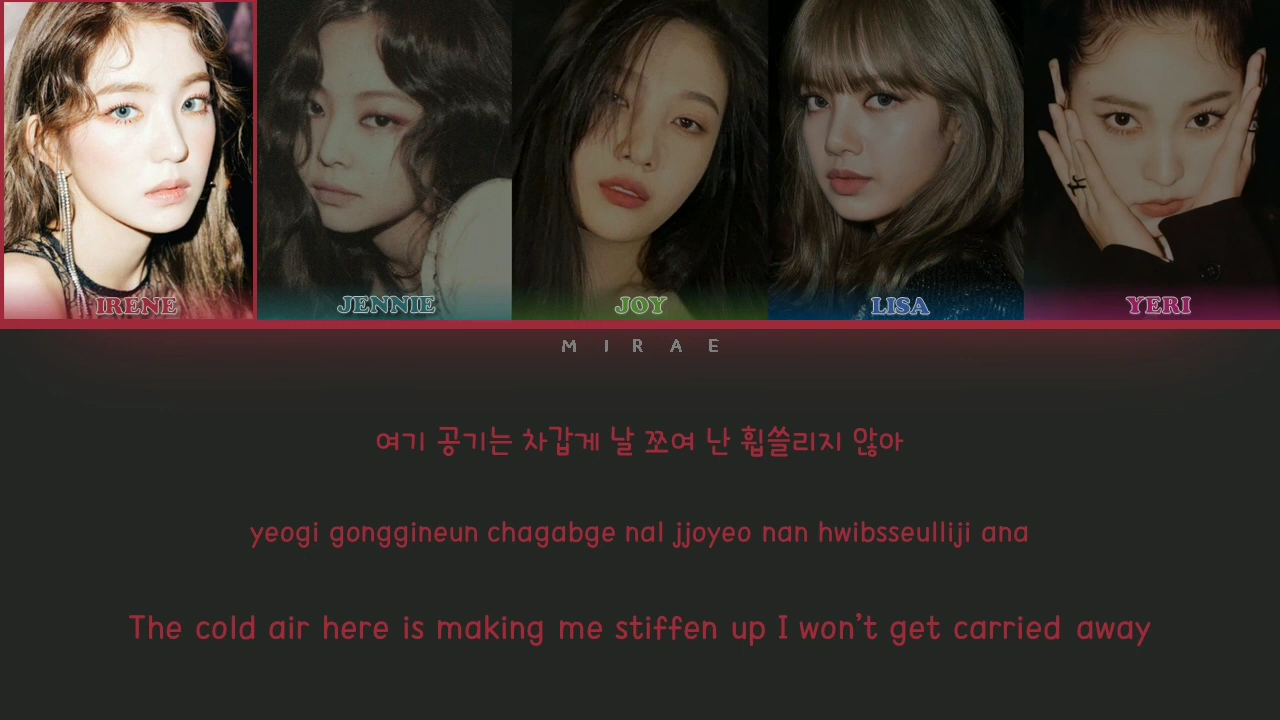 IRENE
JENNIE
JOY
LISA
YERI
MIRAE
여기 공기는 차갑게 날 쪼여 난 휩쓸리지 않아
yeogi gonggineun chagabge nal jjoyeo nan hwibsseulliji ana
The cold air here is making me stiffen up I won't get carried away